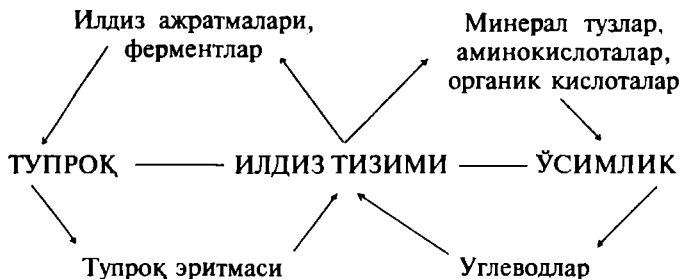 Илдиз ажратмалари,
ферментлар
Минерал тузлар,
аминокислоталар,
органик кислоталар
ТУПРОҚ
ИЛДИЗ ТИЗИМИ
ЎСИМЛИК
Тупроқ эритмаси
Углеводлар